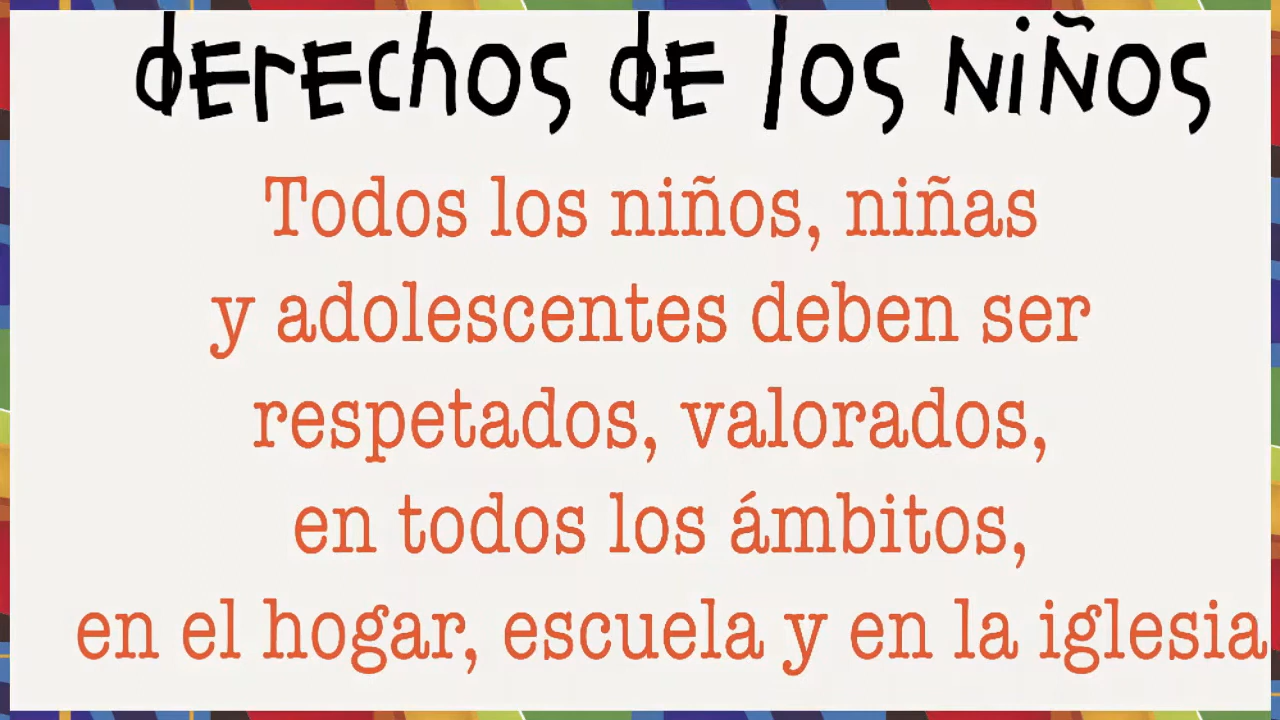 derechos de los niños
Todos los niños, niñas
y adolescentes deben ser
respetados, valorados,
en todos los ámbitos,
en el hogar, escuela y en la iglesia